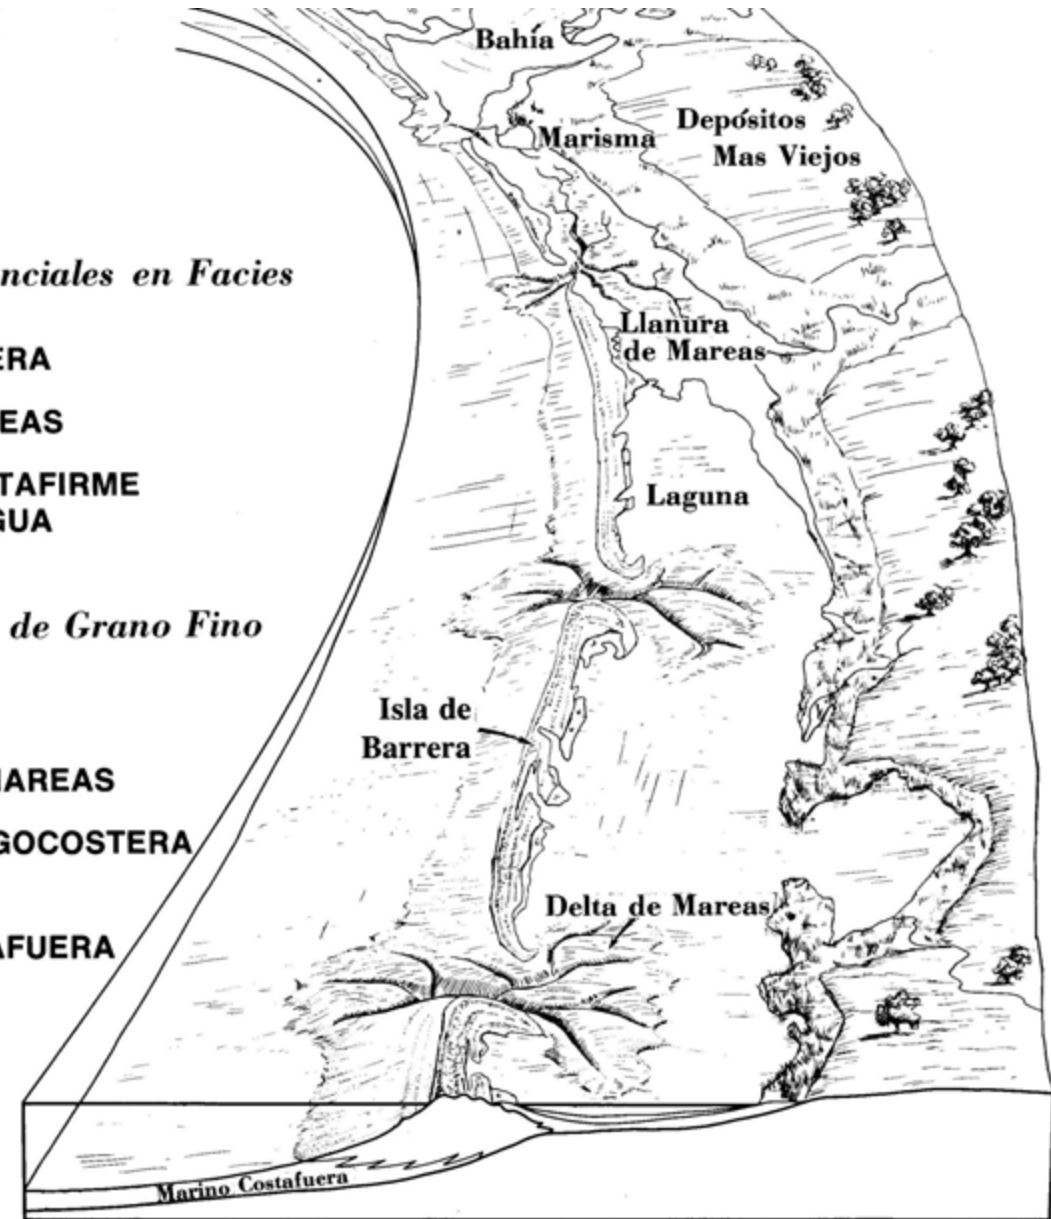 Bahía
Marisma
Depósitos
Mas Viejos
nciales en Facies
ERA
EAS
TAFIRME
GUA
Llanura
de Mareas
Laguna
de Grano Fino
Isla de
Barrera
MAREAS
GOCOSTERA
Delta de Mareas
AFUERA
Marino Costafuera